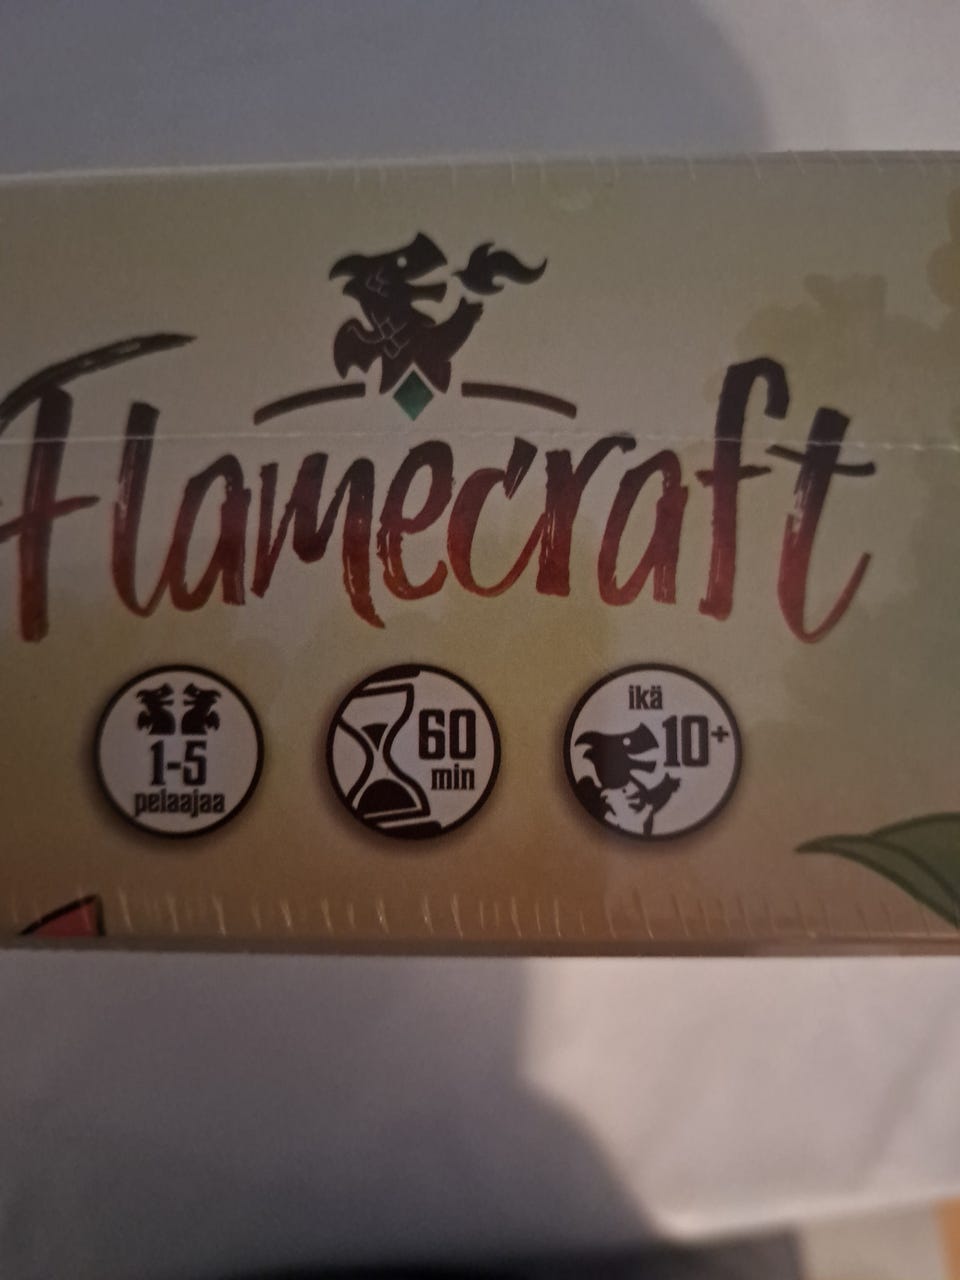 Flamecraft
1-5
pelaajaa
60
min
ikä
10+